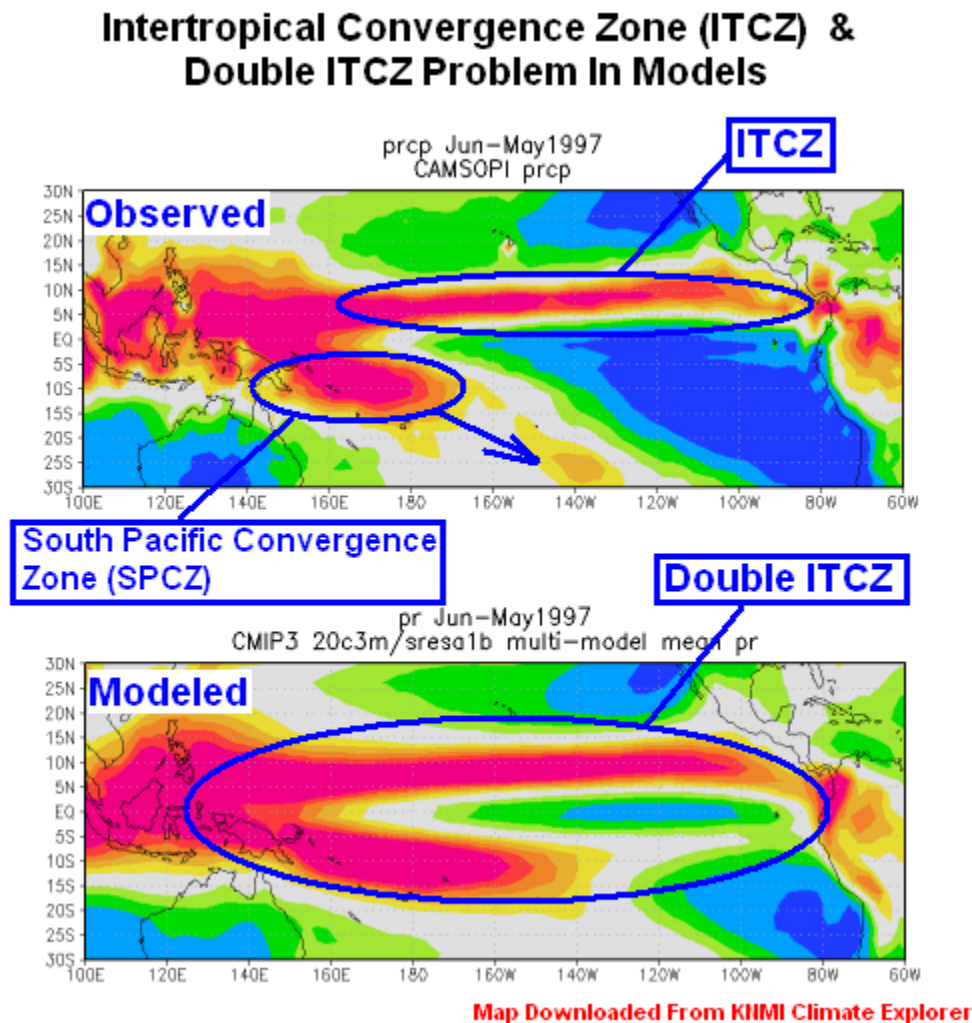 Intertropical Convergence Zone (ITCZ) &
Double ITCZ Problem In Models
prcp Jun-May1997
CAMSOPI prcp
ITCZ
Observed
30N
25N
20N
15N
10N
5N
EQ
5S
10S
15S
20S
25S
30S
100E 120E 140E 160E 180 160W 140W 120W 100W 80W 60W
South Pacific Convergence
Zone (SPCZ)
Double ITCZ
pr Jun-May1997
CMIP3 20c3m/sresa1b multi-model mean pr
Modeled
30N
25N
20N
15N
10N
5N
EQ
5S
10S
15S
20S
25S
30S
100E 120E 140E 160E 180 160W 140W 120W 100W 80W 60W
Map Downloaded From KNMI Climate Explorer